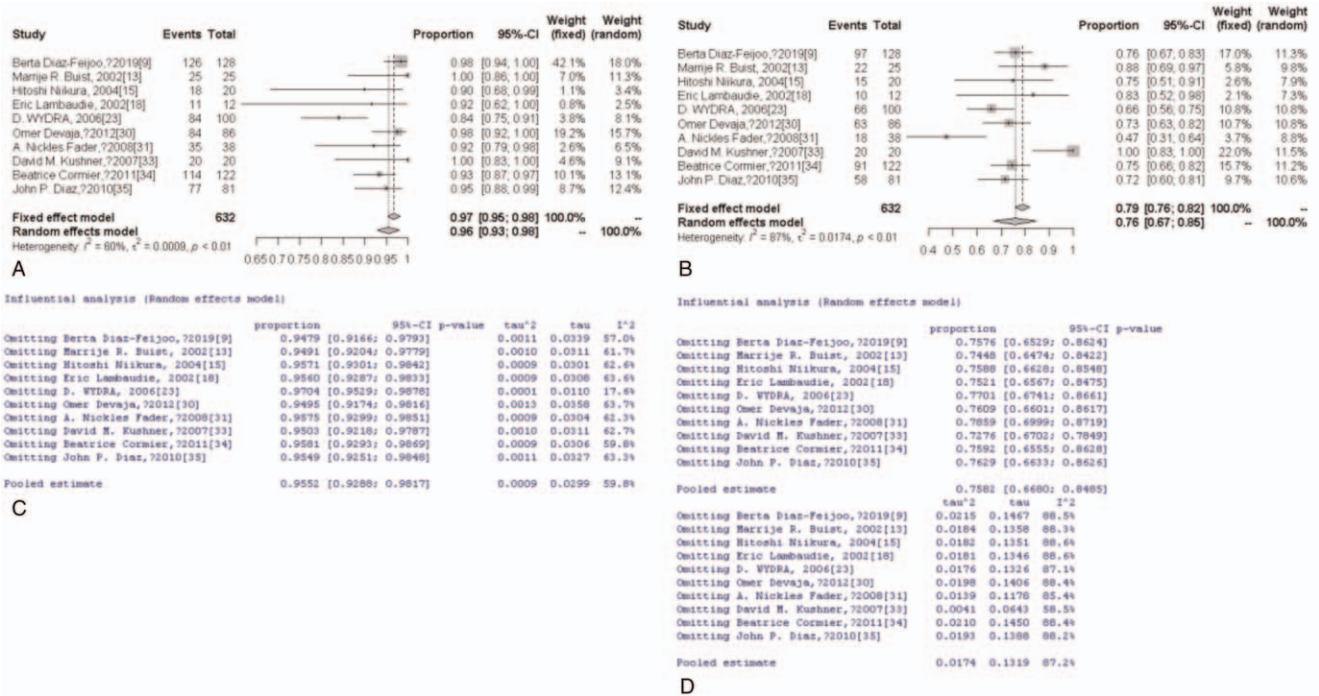 Study Events Total Proportion 95%-CI Weight (fixed) Weight (random)
Berta Diaz-Feijoo,?2019[9] 126 128 0.98 [0.94; 1.00] 42.1% 18.0%
Marrije R. Buist, 2002[13] 25 25 1.00 [0.86; 1.00] 7.0% 11.3%
Hitoshi Niikura, 2004[15] 18 20 0.90 [0.68; 0.99] 1.1% 3.4%
Eric Lambaudie, 2002[18] 11 12 0.92 [0.62; 1.00] 0.8% 2.5%
D. WYDRA, 2006[23] 84 100 0.84 [0.75; 0.91] 3.8% 8.1%
Omer Devaja,?2012[30] 84 86 0.98 [0.92; 1.00] 19.2% 15.7%
A. Nickles Fader,?2008[31] 35 38 0.92 [0.79; 0.98] 2.6% 6.5%
David M. Kushner,?2007[33] 20 20 1.00 [0.83; 1.00] 4.6% 9.1%
Beatrice Cormier,?2011[34] 114 122 0.93 [0.87; 0.97] 10.1% 13.1%
John P. Diaz,?2010[35] 77 81 0.95 [0.88; 0.99] 8.7% 12.4%
Fixed effect model 632 0.97 [0.95; 0.98] 100.0% --
Random effects model 0.96 [0.93; 0.98] -- 100.0%
Heterogeneity: I² = 60%, τ² = 0.0009, p < 0.01
0.65 0.7 0.75 0.8 0.85 0.9 0.95 1
A
Study Events Total Proportion 95%-CI Weight (fixed) Weight (random)
Berta Diaz-Feijoo,?2019[9] 97 128 0.76 [0.67; 0.83] 17.0% 11.3%
Marrije R. Buist, 2002[13] 22 25 0.88 [0.69; 0.97] 5.8% 9.8%
Hitoshi Niikura, 2004[15] 15 20 0.75 [0.51; 0.91] 2.6% 7.9%
Eric Lambaudie, 2002[18] 10 12 0.83 [0.52; 0.98] 2.1% 7.3%
D. WYDRA, 2006[23] 66 100 0.66 [0.56; 0.75] 10.8% 10.8%
Omer Devaja,?2012[30] 63 86 0.73 [0.63; 0.82] 10.7% 10.8%
A. Nickles Fader,?2008[31] 18 38 0.47 [0.31; 0.64] 3.7% 8.8%
David M. Kushner,?2007[33] 20 20 1.00 [0.83; 1.00] 22.0% 11.5%
Beatrice Cormier,?2011[34] 91 122 0.75 [0.66; 0.82] 15.7% 11.2%
John P. Diaz,?2010[35] 58 81 0.72 [0.60; 0.81] 9.7% 10.6%
Fixed effect model 632 0.79 [0.76; 0.82] 100.0% --
Random effects model 0.76 [0.67; 0.85] -- 100.0%
Heterogeneity: I² = 87%, τ² = 0.0174, p < 0.01
0.4 0.5 0.6 0.7 0.8 0.9 1
B
Influential analysis (Random effects model)
proportion 95%-CI p-value tau^2 tau I^2
Omitting Berta Diaz-Feijoo,?2019[9] 0.9479 [0.9166; 0.9793] 0.0011 0.0339 57.0%
Omitting Marrije R. Buist, 2002[13] 0.9491 [0.9204; 0.9779] 0.0010 0.0311 61.7%
Omitting Hitoshi Niikura, 2004[15] 0.9571 [0.9301; 0.9842] 0.0009 0.0301 62.6%
Omitting Eric Lambaudie, 2002[18] 0.9560 [0.9287; 0.9833] 0.0009 0.0308 63.6%
Omitting D. WYDRA, 2006[23] 0.9704 [0.9529; 0.9878] 0.0001 0.0110 17.6%
Omitting Omer Devaja,?2012[30] 0.9495 [0.9174; 0.9816] 0.0013 0.0358 63.7%
Omitting A. Nickles Fader,?2008[31] 0.9575 [0.9299; 0.9851] 0.0009 0.0304 62.3%
Omitting David M. Kushner,?2007[33] 0.9503 [0.9218; 0.9787] 0.0010 0.0311 62.7%
Omitting Beatrice Cormier,?2011[34] 0.9581 [0.9293; 0.9869] 0.0009 0.0306 59.8%
Omitting John P. Diaz,?2010[35] 0.9549 [0.9251; 0.9848] 0.0011 0.0327 63.3%
Pooled estimate 0.9552 [0.9288; 0.9817] 0.0009 0.0299 59.8%
C
Influential analysis (Random effects model)
proportion 95%-CI p-value
Omitting Berta Diaz-Feijoo,?2019[9] 0.7576 [0.6529; 0.8624]
Omitting Marrije R. Buist, 2002[13] 0.7448 [0.6474; 0.8422]
Omitting Hitoshi Niikura, 2004[15] 0.7588 [0.6628; 0.8548]
Omitting Eric Lambaudie, 2002[18] 0.7521 [0.6567; 0.8475]
Omitting D. WYDRA, 2006[23] 0.7701 [0.6741; 0.8661]
Omitting Omer Devaja,?2012[30] 0.7609 [0.6601; 0.8617]
Omitting A. Nickles Fader,?2008[31] 0.7859 [0.6999; 0.8719]
Omitting David M. Kushner,?2007[33] 0.7276 [0.6702; 0.7849]
Omitting Beatrice Cormier,?2011[34] 0.7592 [0.6555; 0.8628]
Omitting John P. Diaz,?2010[35] 0.7629 [0.6633; 0.8626]
Pooled estimate 0.7582 [0.6680; 0.8485]
tau^2 tau I^2
Omitting Berta Diaz-Feijoo,?2019[9] 0.0215 0.1467 88.5%
Omitting Marrije R. Buist, 2002[13] 0.0184 0.1358 88.3%
Omitting Hitoshi Niikura, 2004[15] 0.0182 0.1351 88.6%
Omitting Eric Lambaudie, 2002[18] 0.0181 0.1346 88.6%
Omitting D. WYDRA, 2006[23] 0.0176 0.1326 87.1%
Omitting Omer Devaja,?2012[30] 0.0198 0.1406 88.4%
Omitting A. Nickles Fader,?2008[31] 0.0139 0.1178 85.4%
Omitting David M. Kushner,?2007[33] 0.0041 0.0643 58.5%
Omitting Beatrice Cormier,?2011[34] 0.0210 0.1450 88.4%
Omitting John P. Diaz,?2010[35] 0.0193 0.1388 88.2%
Pooled estimate 0.0174 0.1319 87.2%
D